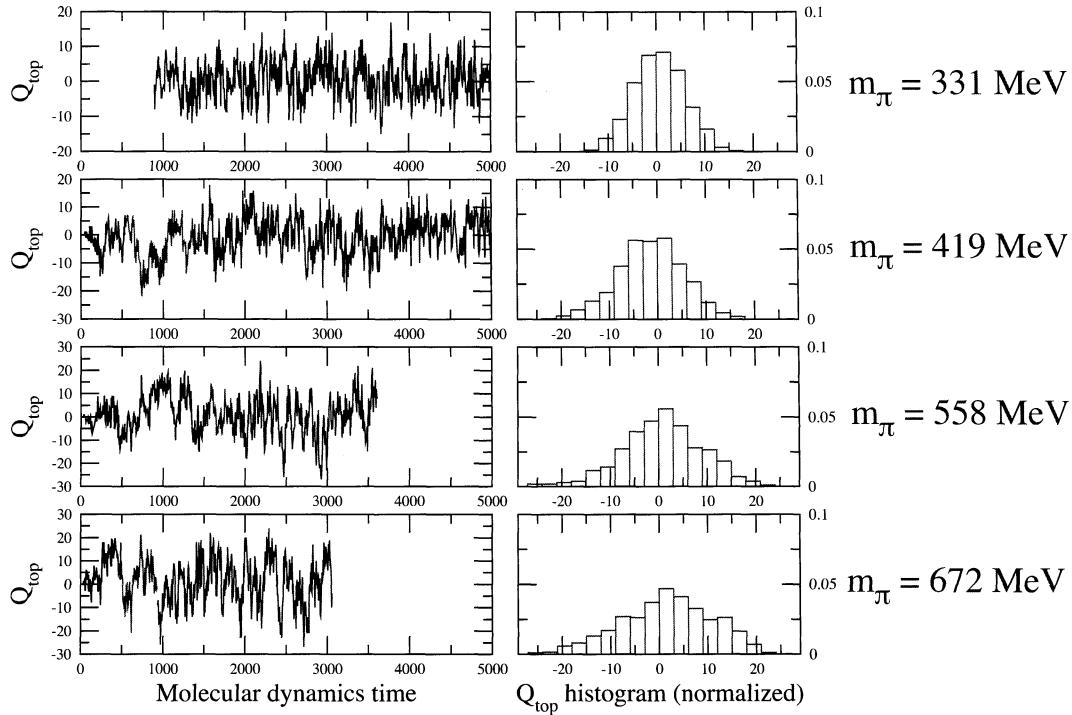 20
10
0
-10
-20
Q_top
0 1000 2000 3000 4000 5000
-20 -10 0 10 20
0.1
0.05
0
m_π = 331 MeV
20
10
0
-10
-20
-30
Q_top
0 1000 2000 3000 4000 5000
-20 -10 0 10 20
0.1
0.05
0
m_π = 419 MeV
30
20
10
0
-10
-20
-30
Q_top
0 1000 2000 3000 4000 5000
-20 -10 0 10 20
0.1
0.05
0
m_π = 558 MeV
30
20
10
0
-10
-20
-30
Q_top
0 1000 2000 3000 4000 5000
-20 -10 0 10 20
0.1
0.05
0
m_π = 672 MeV
Molecular dynamics time
Q_top histogram (normalized)